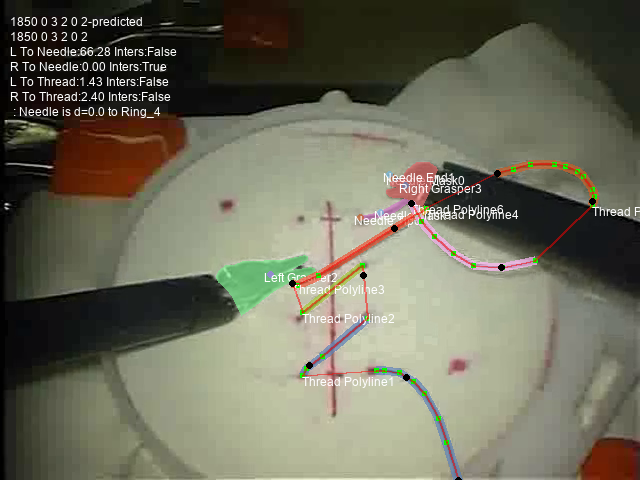 1850 0 3 2 0 2-predicted
1850 0 3 2 0 2
L To Needle:66.28 Inters:False
R To Needle:0.00 Inters:True
L To Thread:1.43 Inters:False
R To Thread:2.40 Inters:False
: Needle is d=0.0 to Ring_4
Needle End1
Right Grasper3
Thread Polyline6
Thread Polyline4
Thread P
Left Grasper2
Thread Polyline3
Thread Polyline2
Thread Polyline1